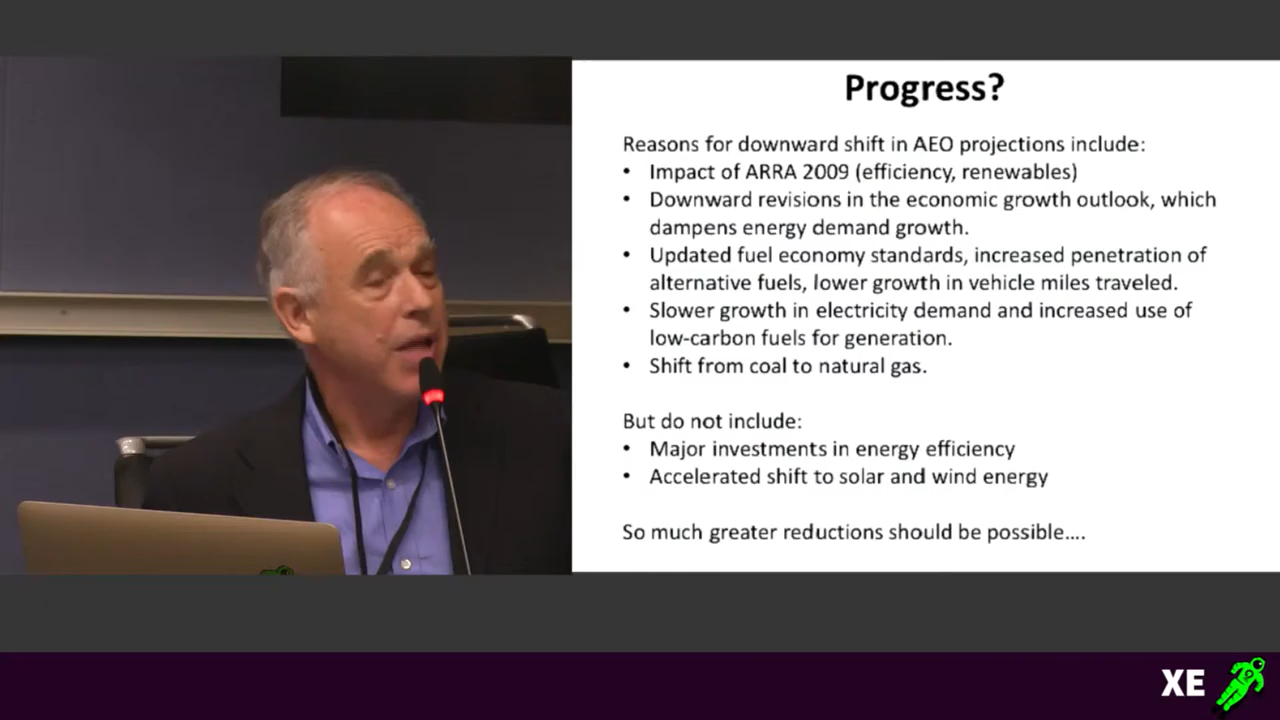 Progress?
Reasons for downward shift in AEO projections include:
• Impact of ARRA 2009 (efficiency, renewables)
• Downward revisions in the economic growth outlook, which
dampens energy demand growth.
• Updated fuel economy standards, increased penetration of
alternative fuels, lower growth in vehicle miles traveled.
• Slower growth in electricity demand and increased use of
low-carbon fuels for generation.
• Shift from coal to natural gas.
But do not include:
• Major investments in energy efficiency
• Accelerated shift to solar and wind energy
So much greater reductions should be possible....
XE